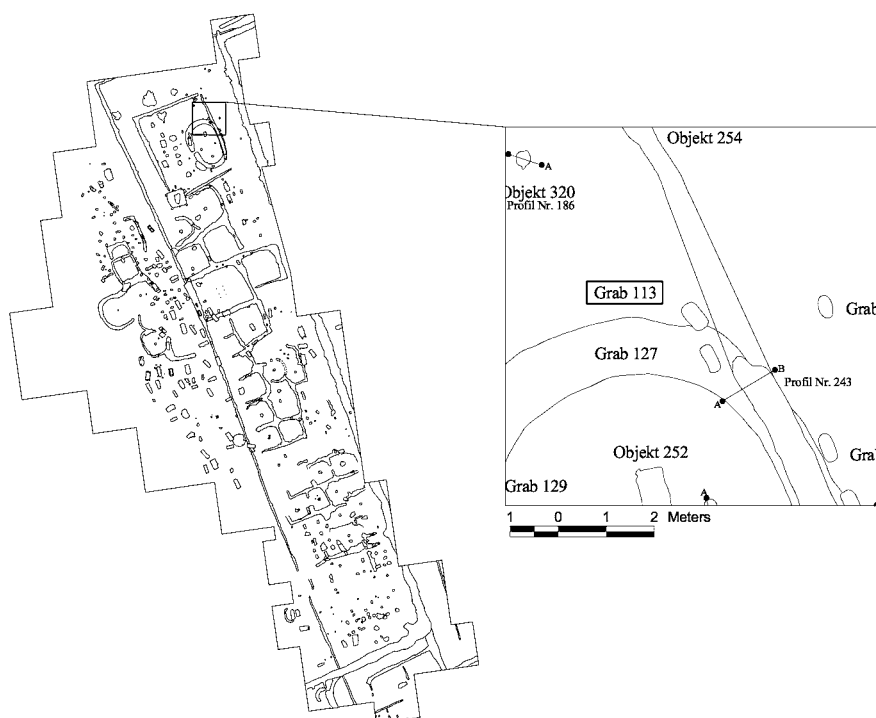 Objekt 254
A
Objekt 320
Profil Nr. 186
Grab 113
Grab
Grab 127
B
Profil Nr. 243
A
Objekt 252
Gral
Grab 129
A
1 0 1 2 Meters